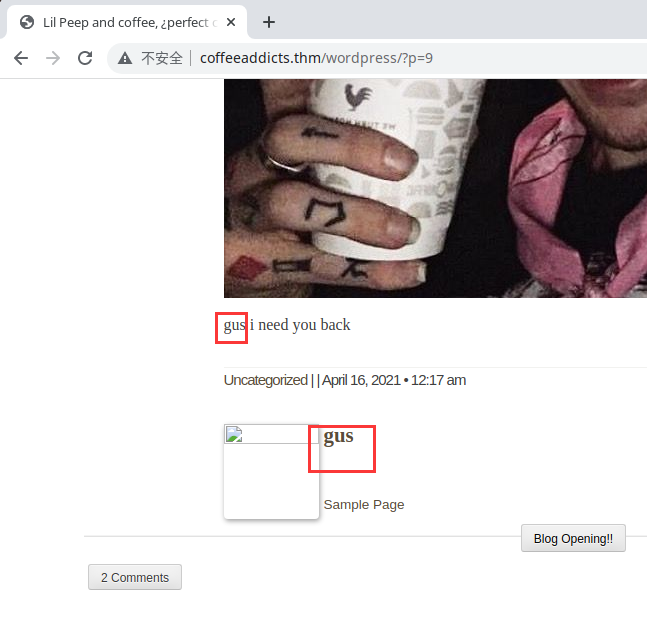 Lil Peep and coffee, ¿perfect c
不安全 coffeeaddicts.thm/wordpress/?p=9
gus i need you back
Uncategorized | | April 16, 2021 • 12:17 am
gus
Sample Page
Blog Opening!!
2 Comments